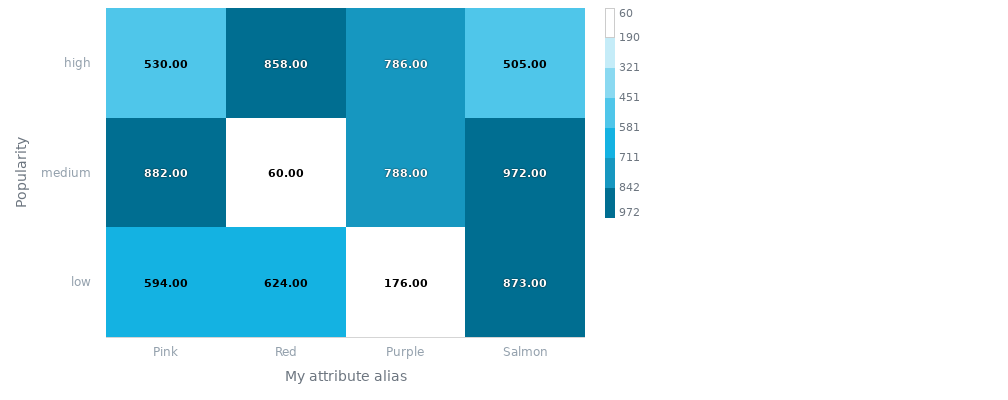 Popularity
high
530.00 858.00 786.00 505.00
medium
882.00 60.00 788.00 972.00
low
594.00 624.00 176.00 873.00
Pink Red Purple Salmon
My attribute alias
60
190
321
451
581
711
842
972